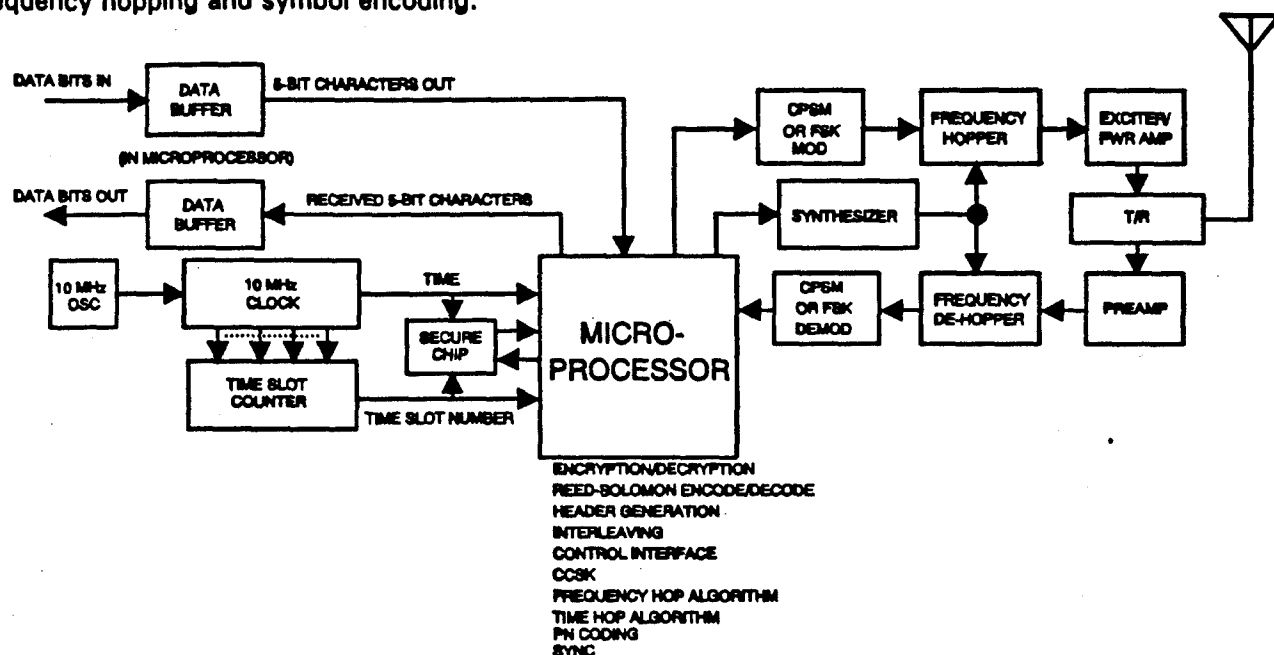 equency hopping and symbol encoding.
DATA BITS IN
DATA
BUFFER
5-BIT CHARACTERS OUT
(IN MICROPROCESSOR)
DATA BITS OUT
DATA
BUFFER
RECEIVED 5-BIT CHARACTERS
10 MHz
OSC
10 MHz
CLOCK
TIME
SECURE
CHIP
TIME SLOT
COUNTER
TIME SLOT NUMBER
MICRO-
PROCESSOR
CPSM
OR FSK
MOD
FREQUENCY
HOPPER
EXCITER/
PWR AMP
SYNTHESIZER
T/R
CPSM
OR FSK
DEMOD
FREQUENCY
DE-HOPPER
PREAMP
ENCRYPTION/DECRYPTION
REED-SOLOMON ENCODE/DECODE
HEADER GENERATION
INTERLEAVING
CONTROL INTERFACE
CCSK
FREQUENCY HOP ALGORITHM
TIME HOP ALGORITHM
PN CODING
SYNC